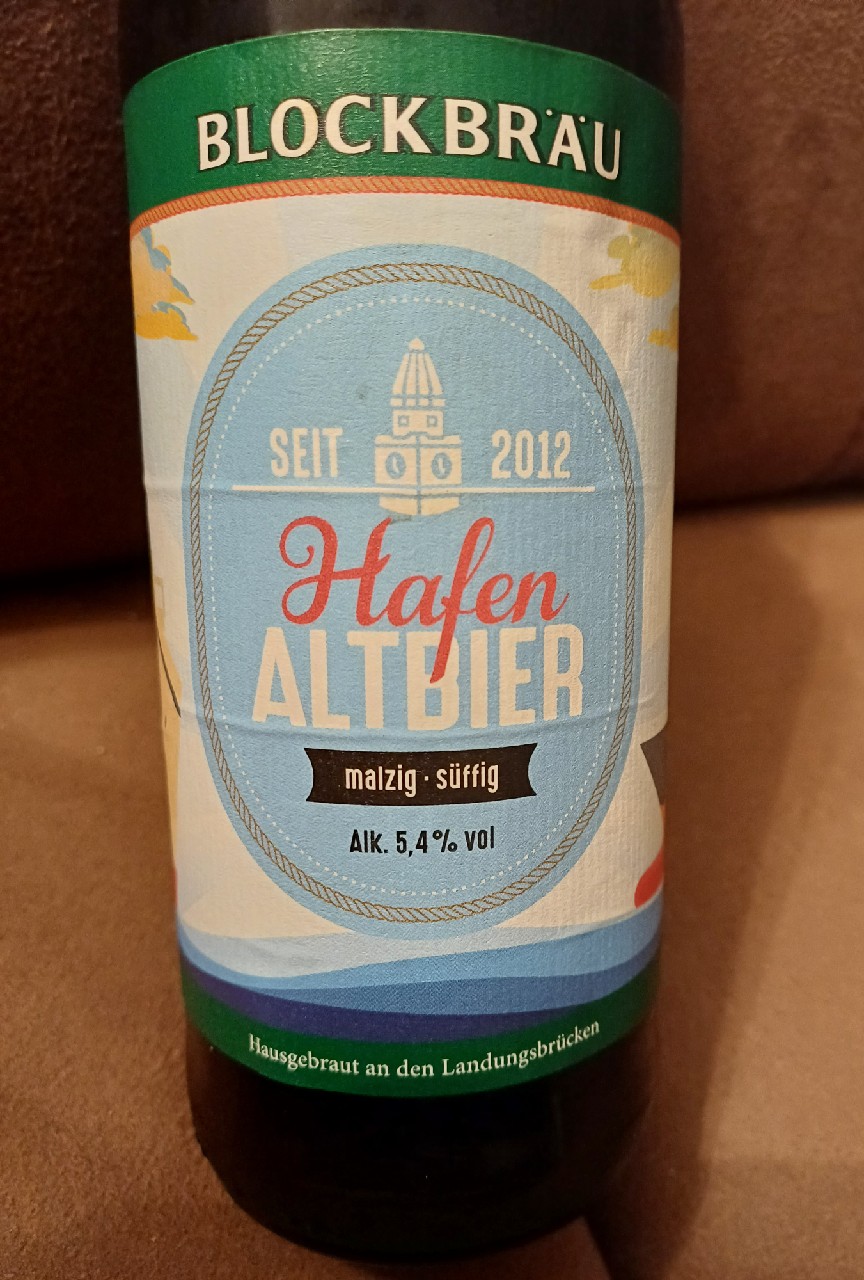 BLOCKBRÄU
SEIT 2012
Hafen
ALTBIER
malzig · süffig
Alk. 5,4% vol
Hausgebraut an den Landungsbrücken